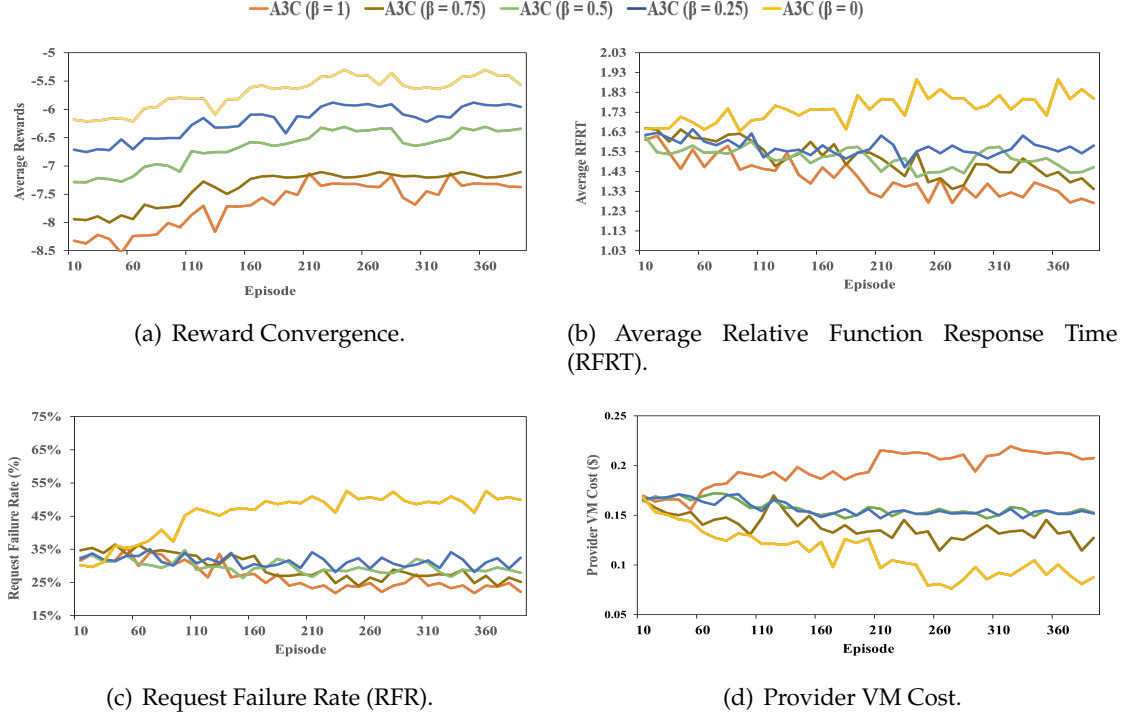 A3C (β = 1) A3C (β = 0.75) A3C (β = 0.5) A3C (β = 0.25) A3C (β = 0)
Average Rewards
-5
-5.5
-6
-6.5
-7
-7.5
-8
-8.5
10 60 110 160 210 260 310 360
Episode
(a) Reward Convergence.
Average RFRT
2.03
1.93
1.83
1.73
1.63
1.53
1.43
1.33
1.23
1.13
1.03
10 60 110 160 210 260 310 360
Episode
(b) Average Relative Function Response Time
(RFRT).
Request Failure Rate (%)
75%
65%
55%
45%
35%
25%
15%
10 60 110 160 210 260 310 360
Episode
(c) Request Failure Rate (RFR).
Provider VM Cost ($)
0.25
0.2
0.15
0.1
0.05
10 60 110 160 210 260 310 360
Episode
(d) Provider VM Cost.